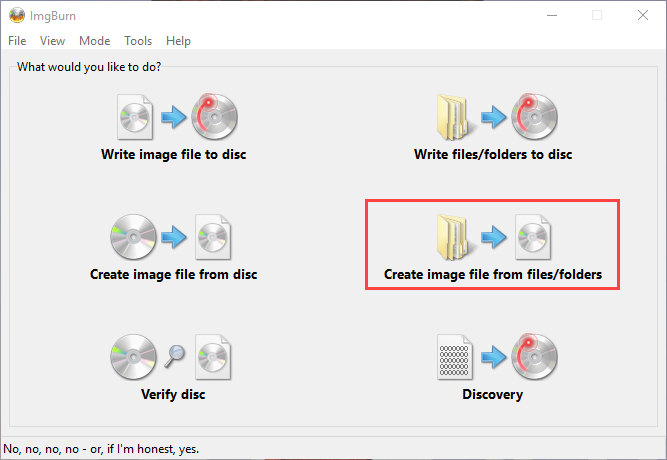 ImgBurn
File View Mode Tools Help
What would you like to do?
Write image file to disc
Write files/folders to disc
Create image file from disc
Create image file from files/folders
Verify disc
Discovery
No, no, no, no - or, if I'm honest, yes.